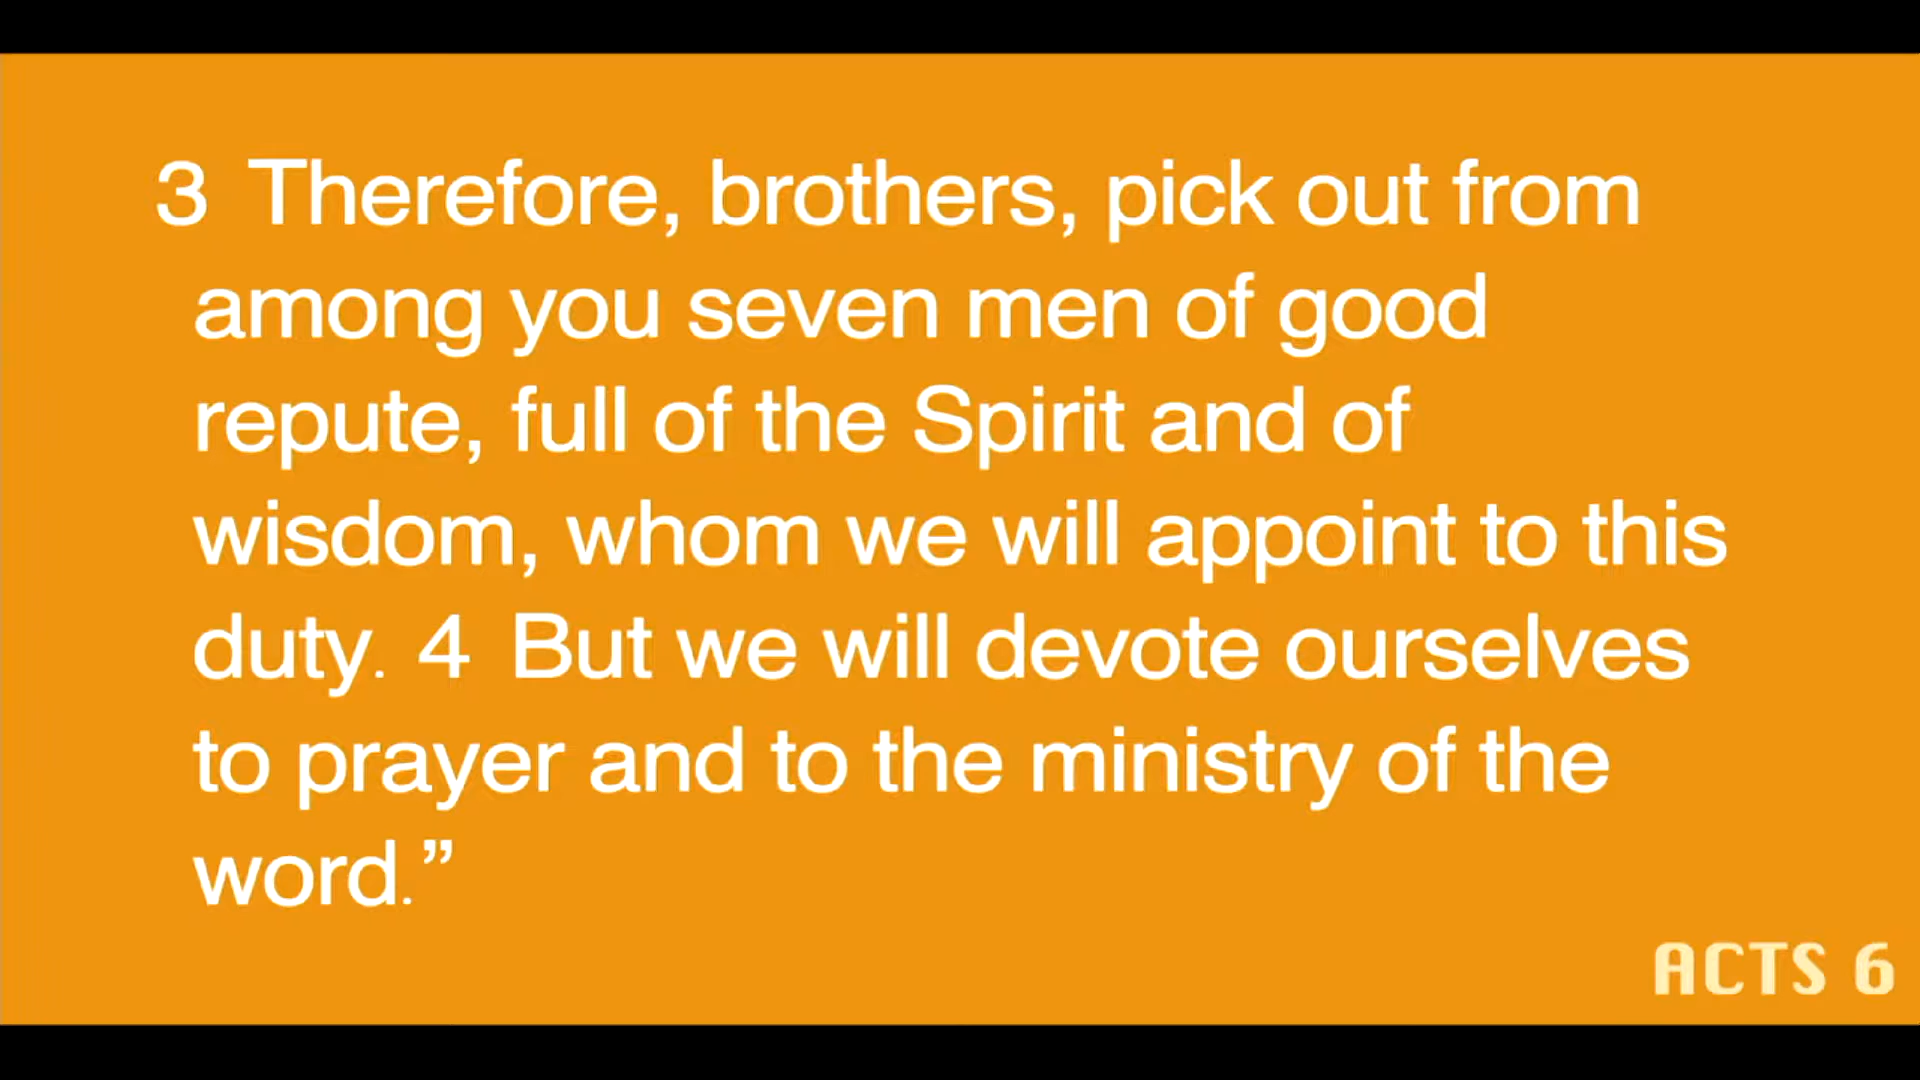 3 Therefore, brothers, pick out from
among you seven men of good
repute, full of the Spirit and of
wisdom, whom we will appoint to this
duty. 4 But we will devote ourselves
to prayer and to the ministry of the
word.”
ACTS 6